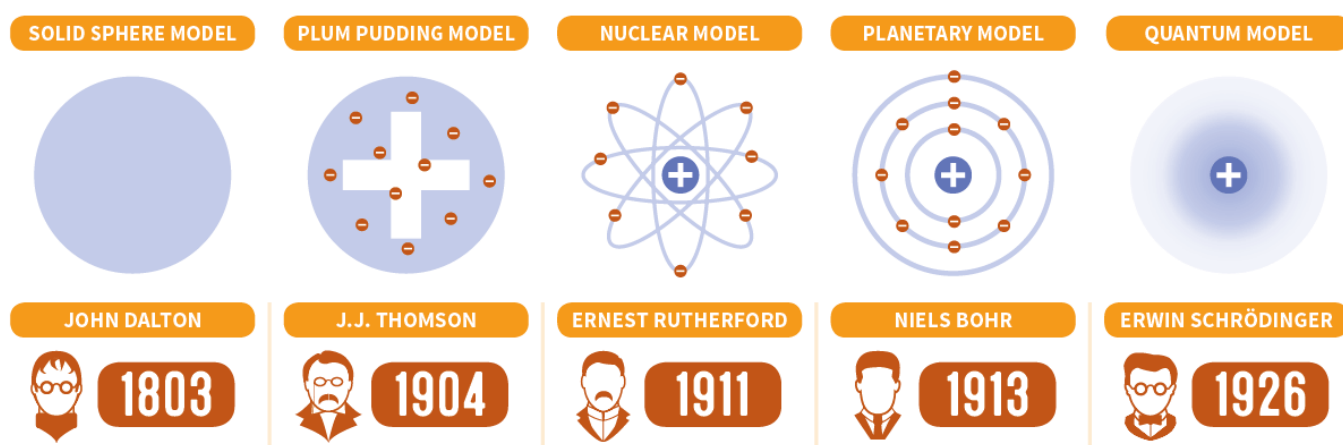 SOLID SPHERE MODEL
PLUM PUDDING MODEL
NUCLEAR MODEL
PLANETARY MODEL
QUANTUM MODEL
JOHN DALTON
J.J. THOMSON
ERNEST RUTHERFORD
NIELS BOHR
ERWIN SCHRÖDINGER
1803
1904
1911
1913
1926